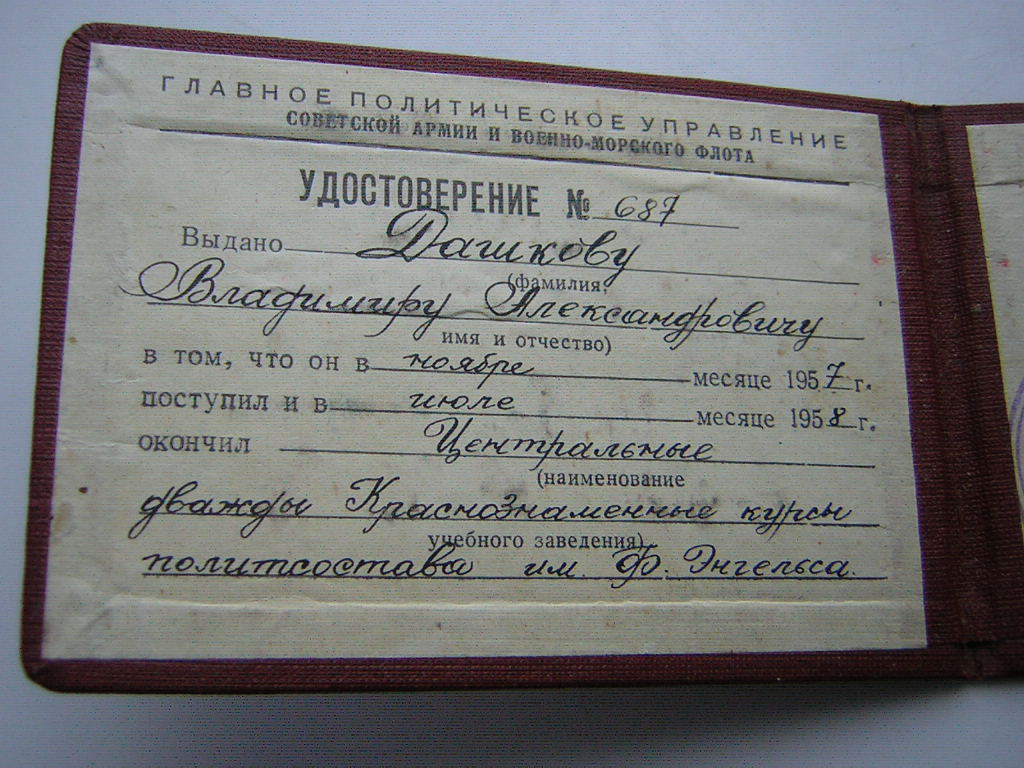 ГЛАВНОЕ ПОЛИТИЧЕСКОЕ УПРАВЛЕНИЕ
СОВЕТСКОЙ АРМИИ И ВОЕННО-МОРСКОГО ФЛОТА
УДОСТОВЕРЕНИЕ № 687
Выдано Дашкову
(фамилия,
Владимиру Александровичу
имя и отчество)
в том, что он в ноябре месяце 1957 г.
поступил и в июле месяце 1958 г.
окончил Центральные
(наименование
дважды Краснознаменные курсы
учебного заведения)
политсостава им. Ф. Энгельса.